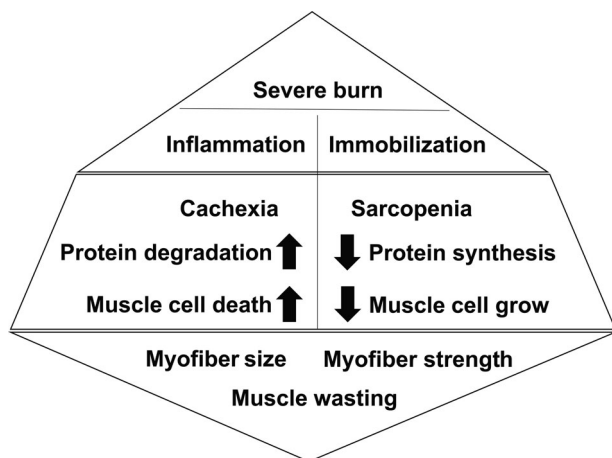 Severe burn
Inflammation Immobilization
Cachexia Sarcopenia
Protein degradation Protein synthesis
Muscle cell death Muscle cell grow
Myofiber size Myofiber strength
Muscle wasting